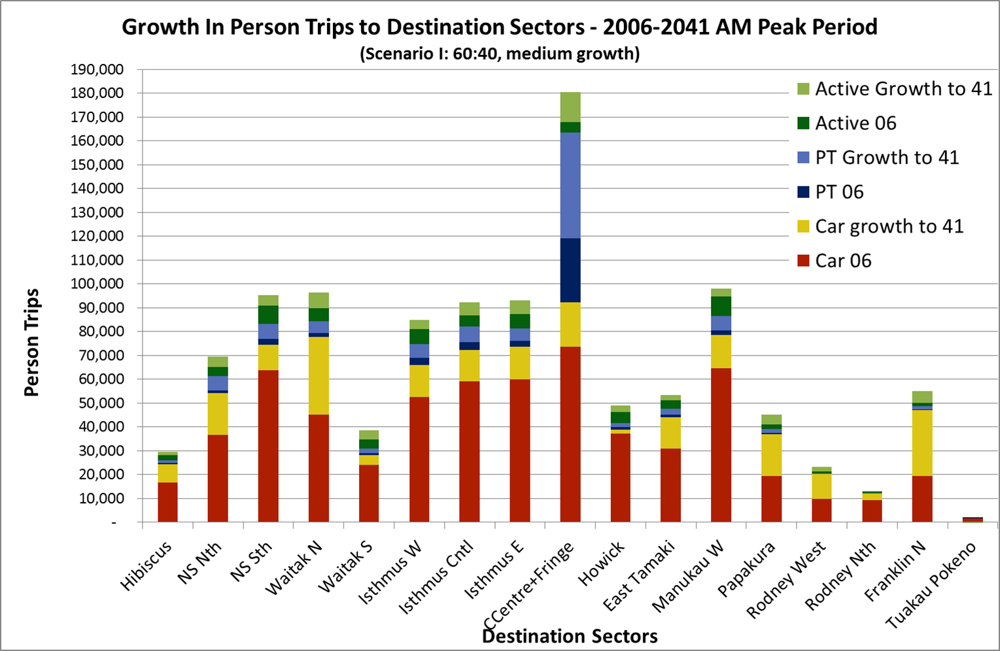 Growth In Person Trips to Destination Sectors - 2006-2041 AM Peak Period
(Scenario I: 60:40, medium growth)
190,000
180,000
170,000
160,000
150,000
140,000
130,000
120,000
110,000
100,000
90,000
80,000
70,000
60,000
50,000
40,000
30,000
20,000
10,000
-
Person Trips
Active Growth to 41
Active 06
PT Growth to 41
PT 06
Car growth to 41
Car 06
Hibiscus
NS Nth
NS Sth
Waitak N
Waitak S
Isthmus W
Isthmus Cntl
Isthmus E
CCentre+Fringe
Howick
East Tamaki
Manukau W
Papakura
Rodney West
Rodney Nth
Franklin N
Tuakau Pokeno
Destination Sectors